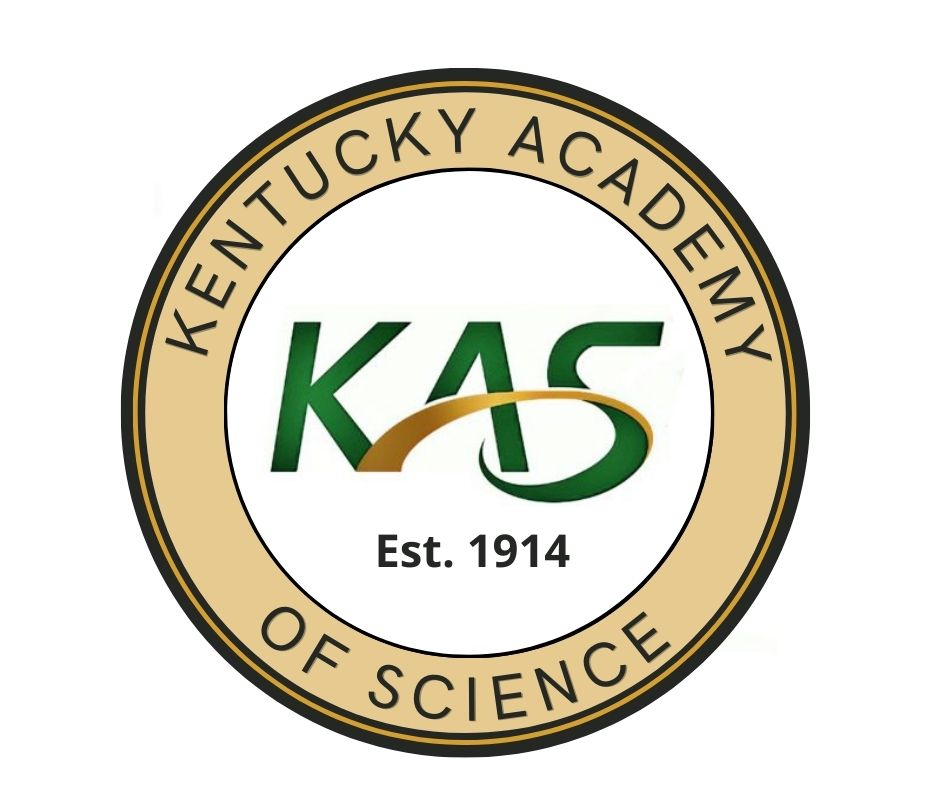 KENTUCKY ACADEMY
KAS
Est. 1914
OF SCIENCE